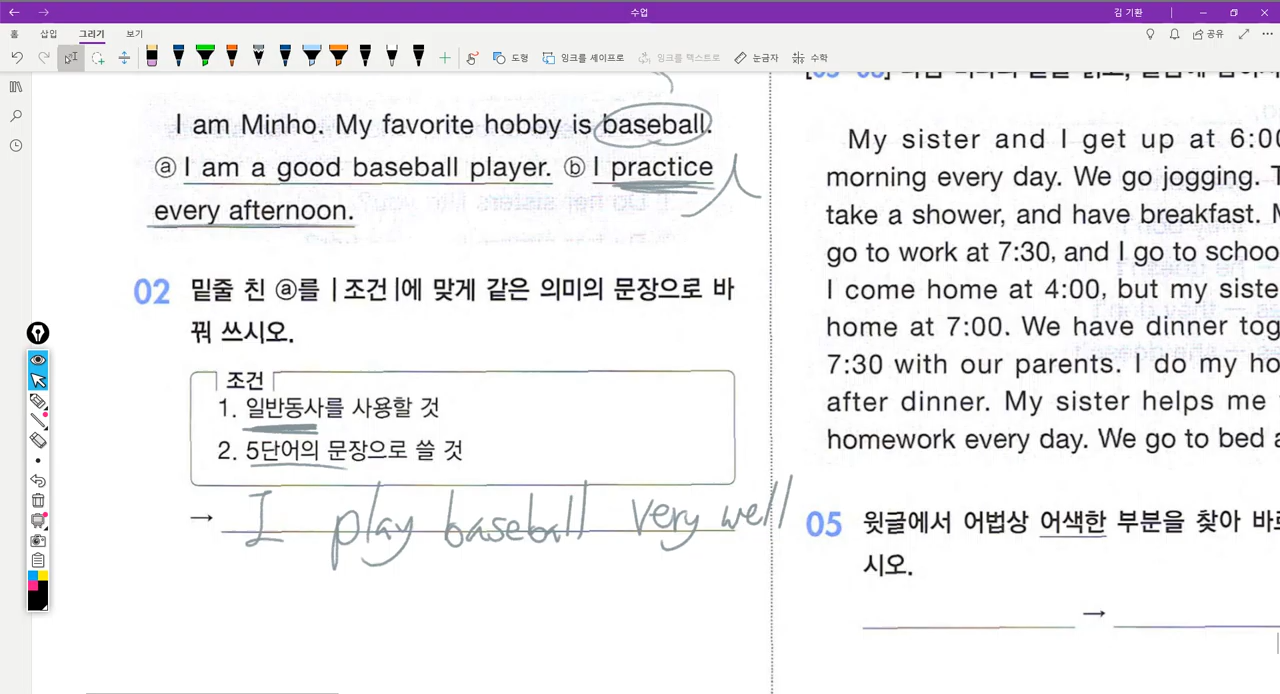 수업
김 기환
홈 삽입 그리기 보기
공유
도형 잉크를 셰이프로 잉크를 텍스트로 눈금자 수학
I am Minho. My favorite hobby is baseball.
ⓐ I am a good baseball player. ⓑ I practice
every afternoon.
02 밑줄 친 ⓐ를 | 조건 |에 맞게 같은 의미의 문장으로 바
꿔 쓰시오.
조건
1. 일반동사를 사용할 것
2. 5단어의 문장으로 쓸 것
→ I play baseball very well
My sister and I get up at 6:00
morning every day. We go jogging.
take a shower, and have breakfast.
go to work at 7:30, and I go to schoo
I come home at 4:00, but my siste
home at 7:00. We have dinner tog
7:30 with our parents. I do my ho
after dinner. My sister helps me
homework every day. We go to bed a
05 윗글에서 어법상 어색한 부분을 찾아 바르
시오.
→